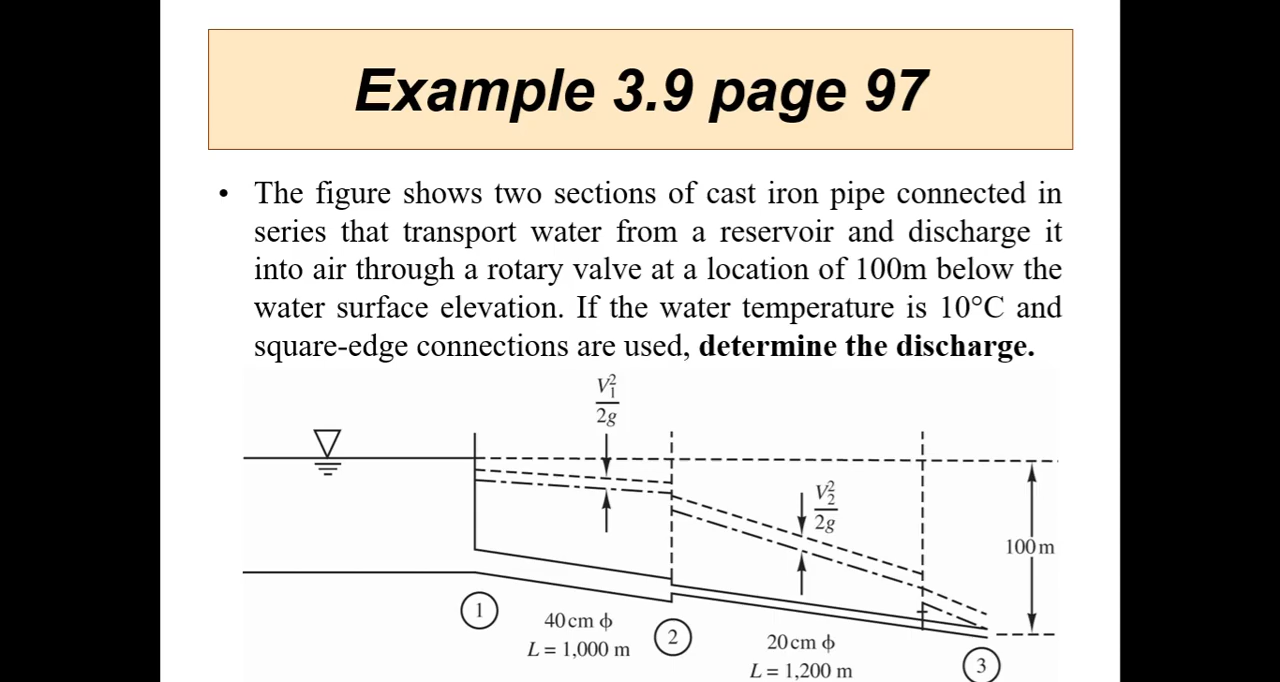 Example 3.9 page 97
• The figure shows two sections of cast iron pipe connected in
series that transport water from a reservoir and discharge it
into air through a rotary valve at a location of 100m below the
water surface elevation. If the water temperature is 10°C and
square-edge connections are used, determine the discharge.
V₁²
2g
V₂²
2g
100 m
1
40 cm ϕ
L = 1,000 m
2
20 cm ϕ
L = 1,200 m
3